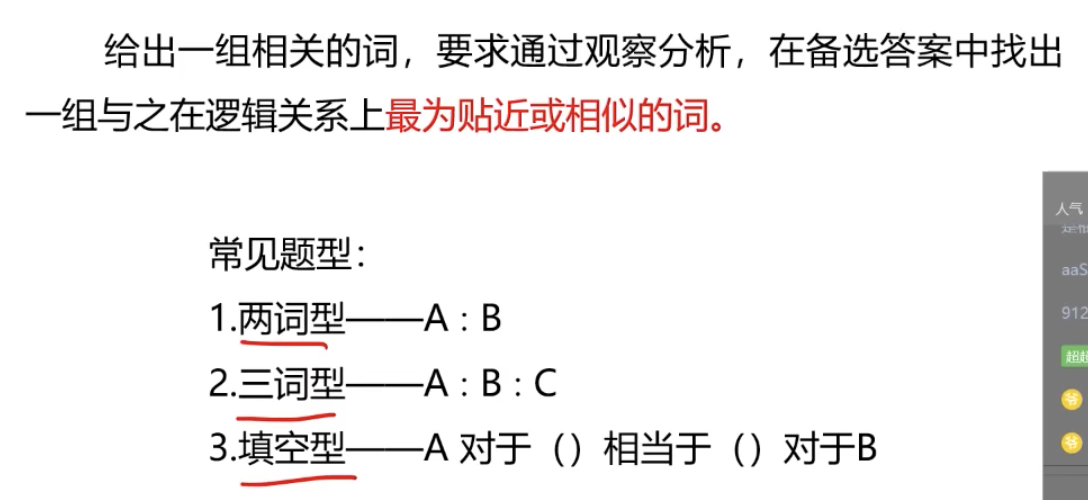 给出一组相关的词，要求通过观察分析，在备选答案中找出
一组与之在逻辑关系上最为贴近或相似的词。
人气
aaS
常见题型：
1.两词型——A：B
912
2.三词型——A：B：C
3.填空型——A 对于（）相当于（）对于B